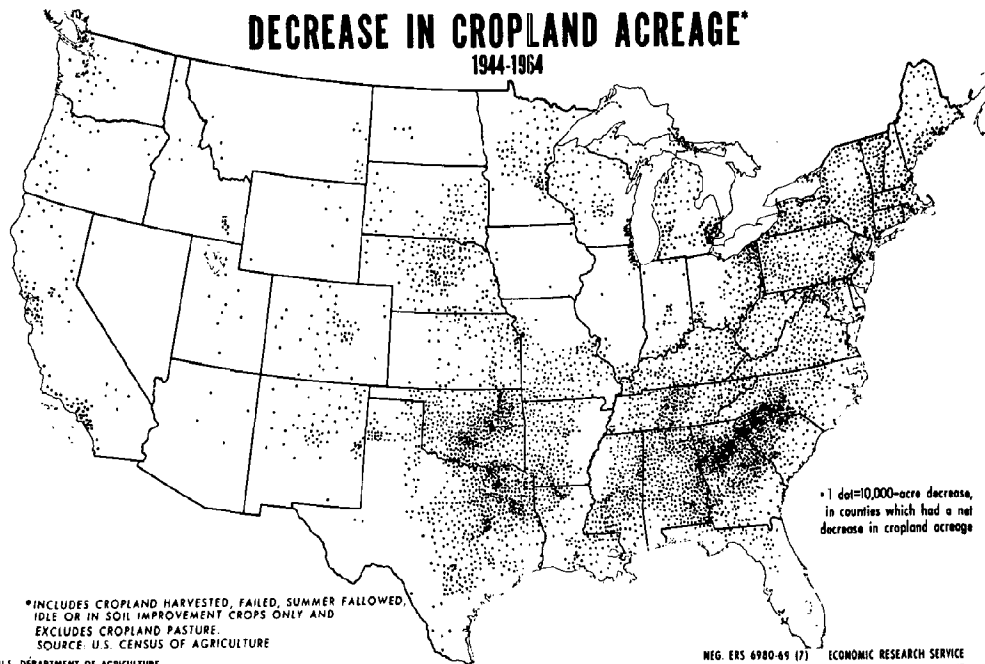 DECREASE IN CROPLAND ACREAGE*
1944-1964
• 1 dot=10,000-acre decrease,
in counties which had a net
decrease in cropland acreage
*INCLUDES CROPLAND HARVESTED, FAILED, SUMMER FALLOWED,
IDLE OR IN SOIL IMPROVEMENT CROPS ONLY AND
EXCLUDES CROPLAND PASTURE.
SOURCE: U.S. CENSUS OF AGRICULTURE
U.S. DEPARTMENT OF AGRICULTURE
NEG. ERS 6980-69 (7) ECONOMIC RESEARCH SERVICE